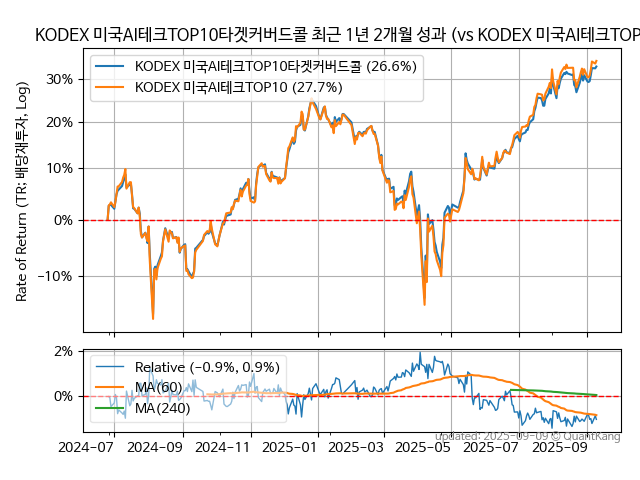 KODEX 미국AI테크TOP10타겟커버드콜 최근 1년 2개월 성과 (vs KODEX 미국AI테크TOP
Rate of Return (TR: 배당재투자, Log)
30%
20%
10%
0%
−10%
KODEX 미국AI테크TOP10타겟커버드콜 (26.6%)
KODEX 미국AI테크TOP10 (27.7%)
2%
0%
Relative (−0.9%, 0.9%)
MA(60)
MA(240)
2024-07 2024-09 2024-11 2025-01 2025-03 2025-05 2025-07 2025-09
updated: 2025-09-09 © QuantKang